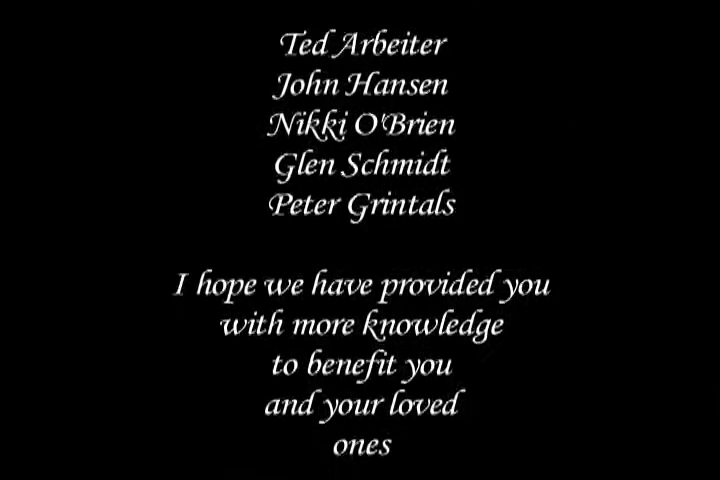 Ted Arbeiter
John Hansen
Nikki O'Brien
Glen Schmidt
Peter Grintals
I hope we have provided you
with more knowledge
to benefit you
and your loved
ones